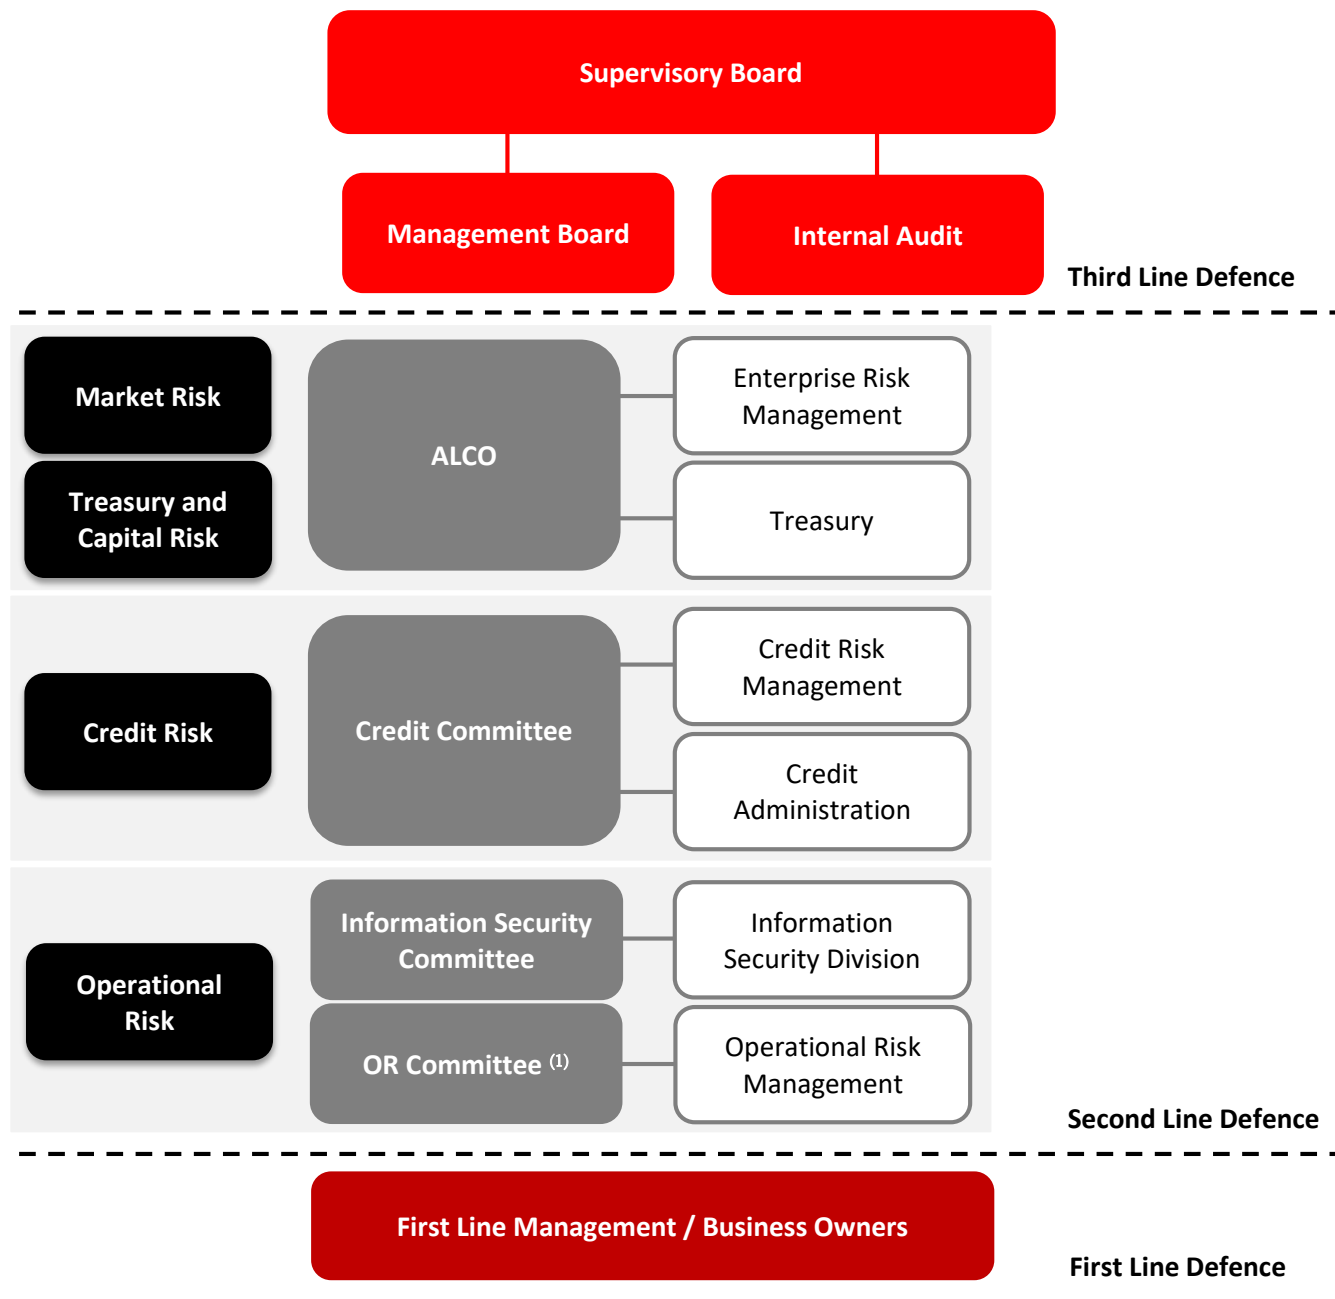 Supervisory Board
Management Board
Internal Audit
Third Line Defence
Market Risk
ALCO
Enterprise Risk
Management
Treasury and
Capital Risk
Treasury
Credit Risk
Credit Committee
Credit Risk
Management
Credit
Administration
Operational
Risk
Information Security
Committee
Information
Security Division
OR Committee (1)
Operational Risk
Management
Second Line Defence
First Line Management / Business Owners
First Line Defence